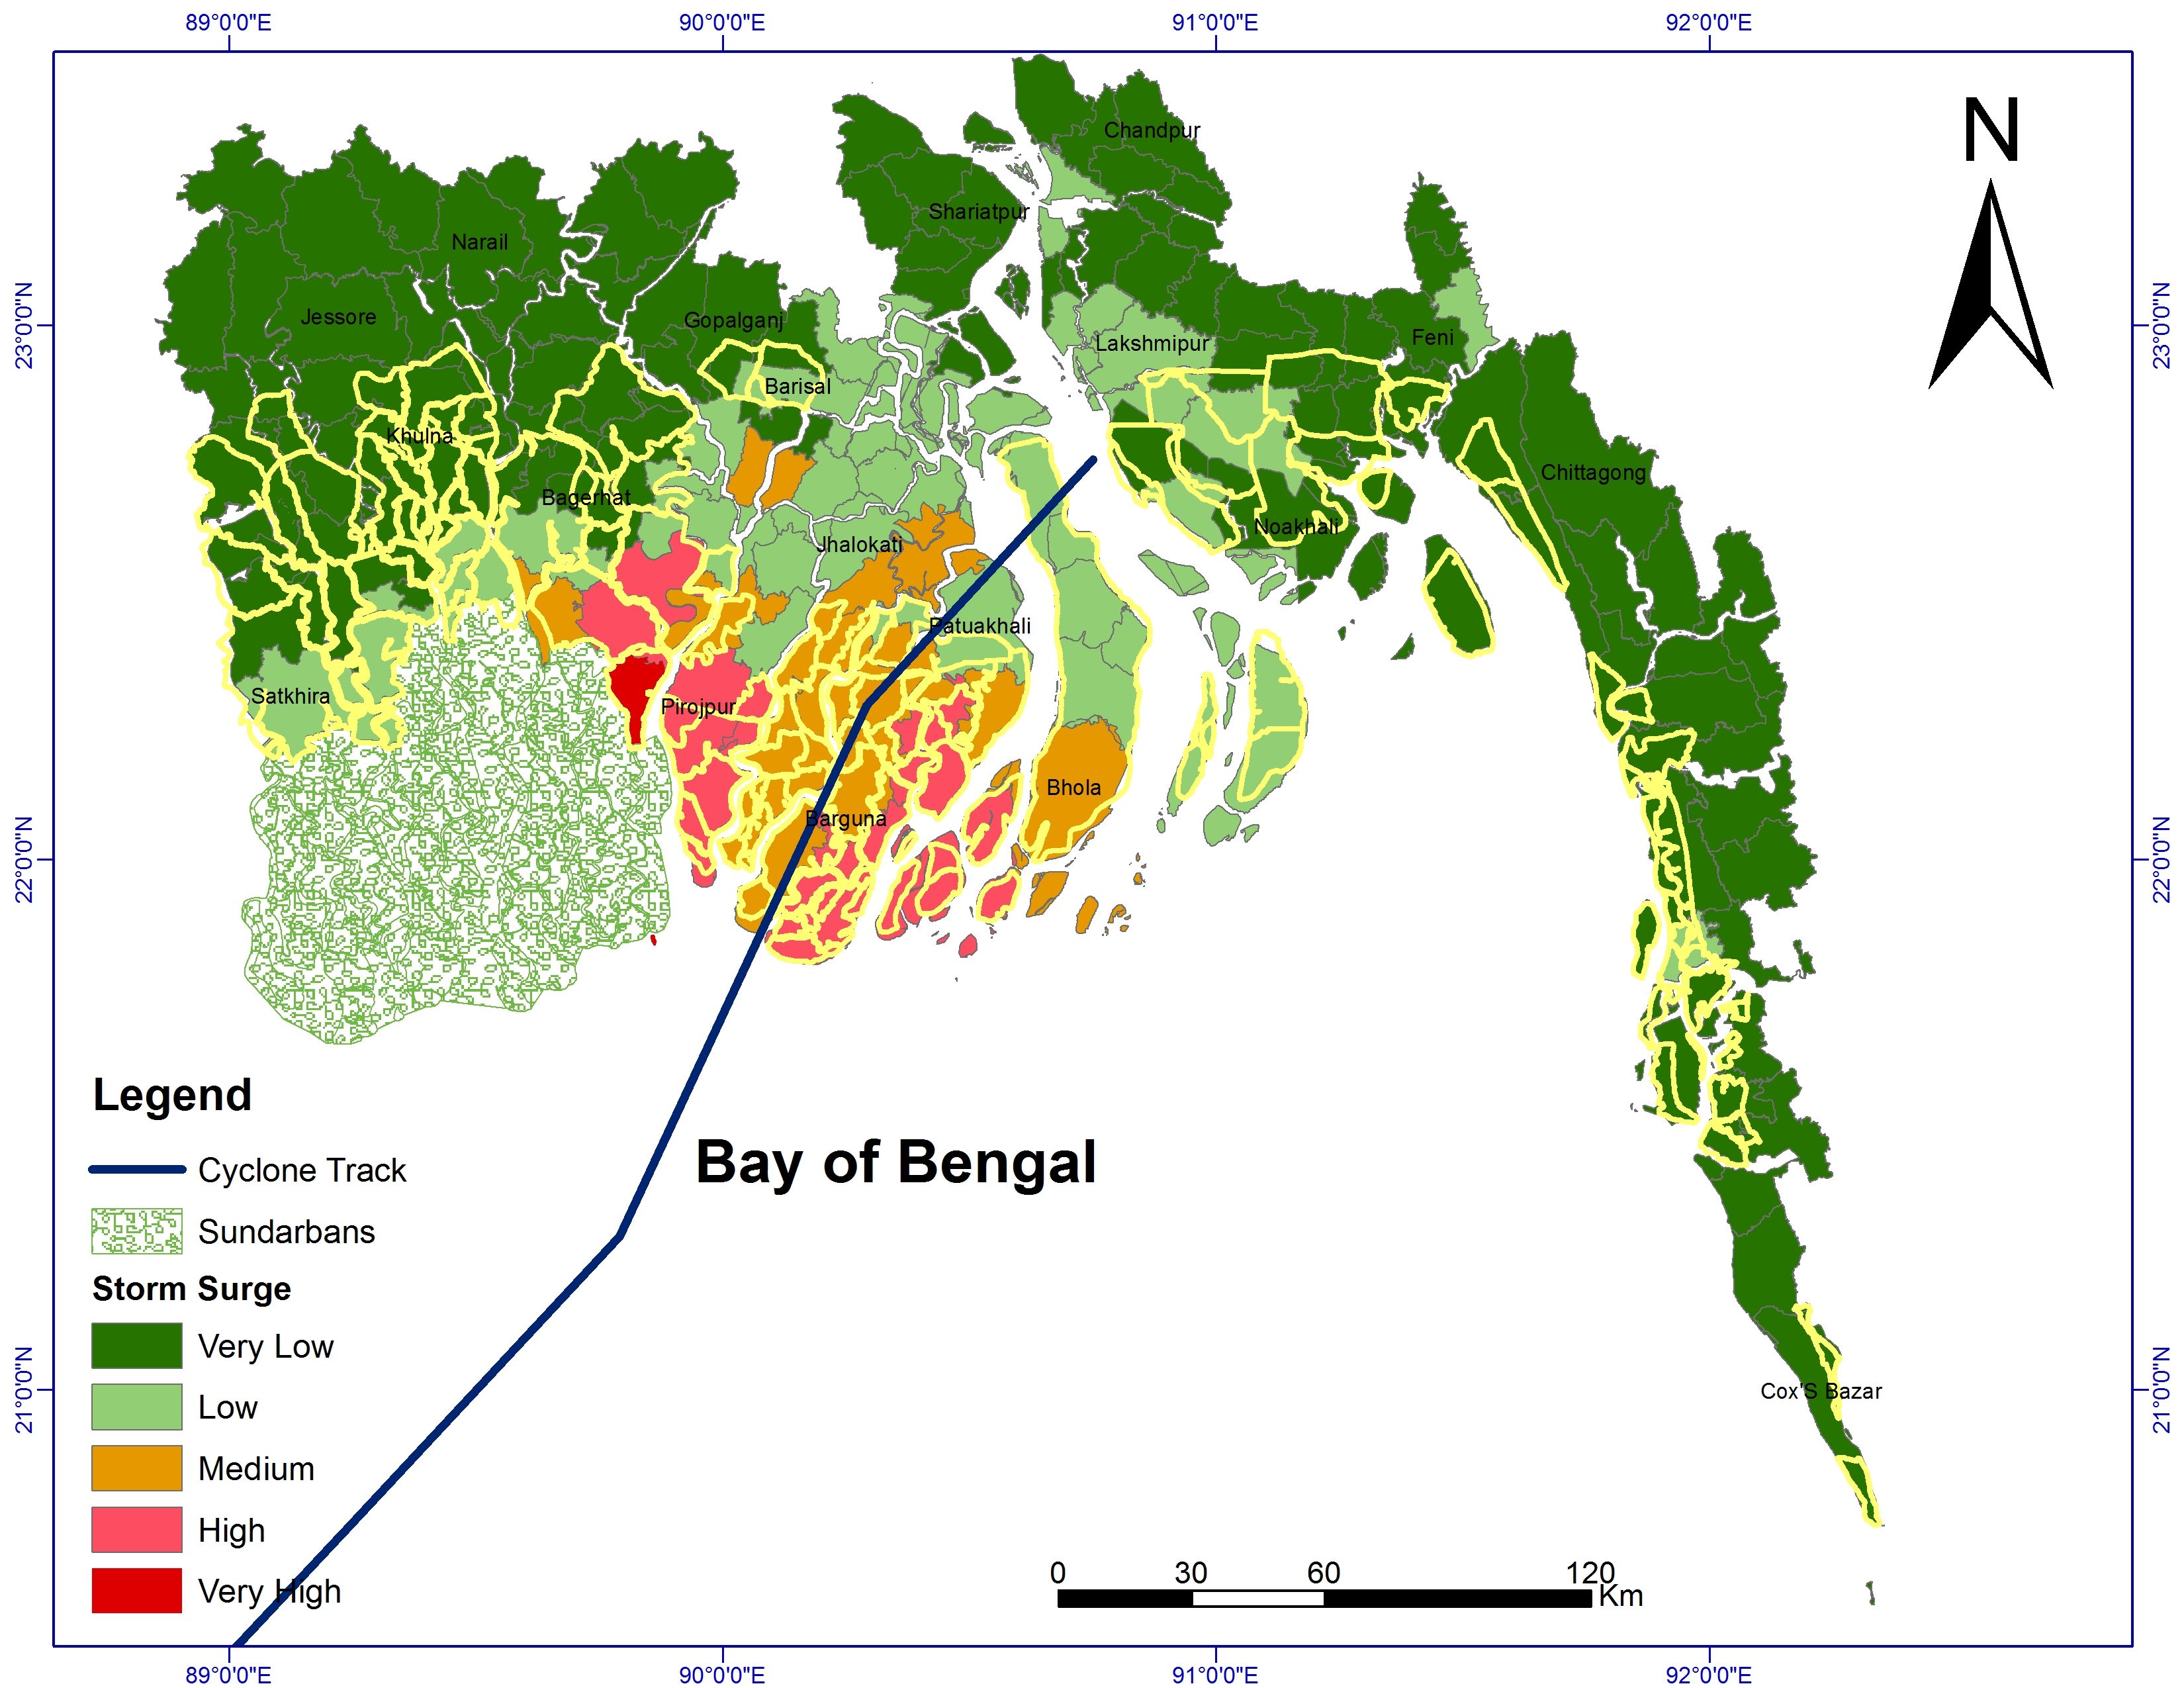 89°0'0"E 90°0'0"E 91°0'0"E 92°0'0"E
N
Chandpur
Shariatpur
Narail
23°0'0"N
Jessore
Gopalganj
Lakshmipur
Feni
23°0'0"N
Barisal
Khulna
Chittagong
Bagerhat
Noakhali
Jhalokati
Patuakhali
Satkhira
Pirojpur
Bhola
Barguna
22°0'0"N
22°0'0"N
Legend
Bay of Bengal
Cyclone Track
Sundarbans
Storm Surge
Very Low
21°0'0"N
Cox'S Bazar
21°0'0"N
Low
Medium
High
0 30 60 120
Km
Very High
89°0'0"E 90°0'0"E 91°0'0"E 92°0'0"E